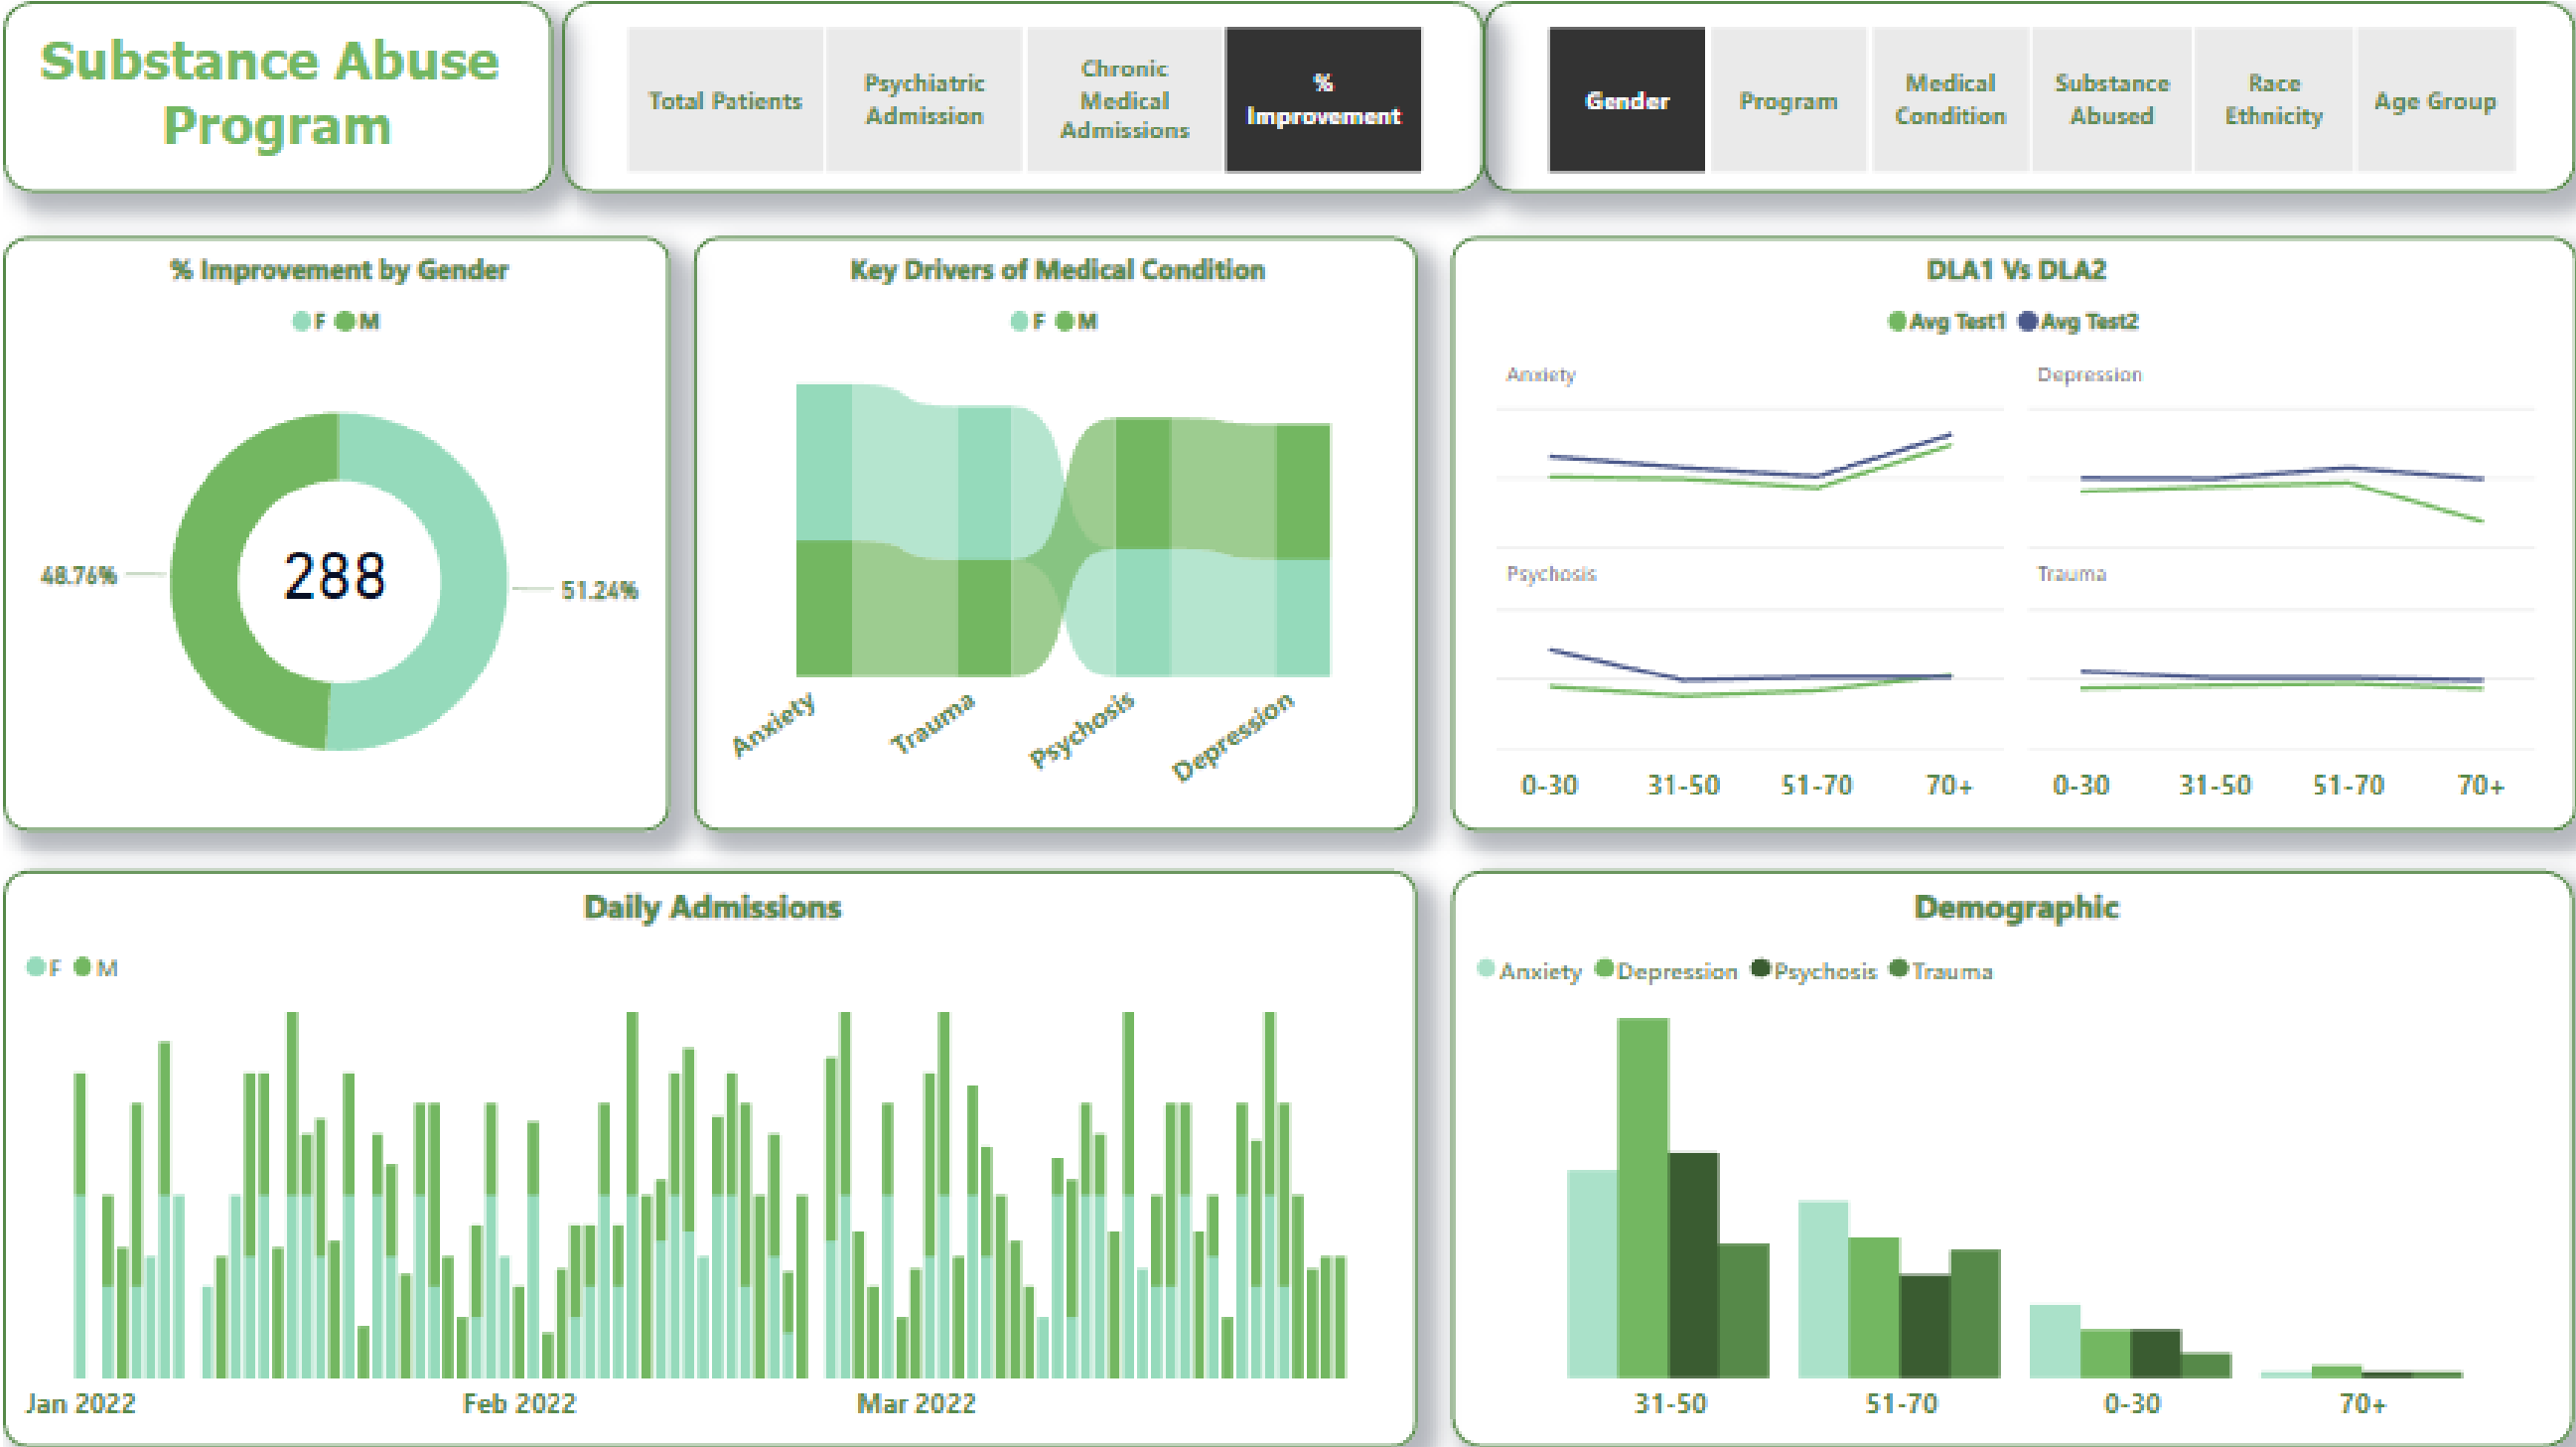 Substance Abuse
Program
Total Patients
Psychiatric
Admission
Chronic
Medical
Admissions
%
Improvement
Gender
Program
Medical
Condition
Substance
Abused
Race
Ethnicity
Age Group
% Improvement by Gender
F M
48.76%
288
51.24%
Key Drivers of Medical Condition
F M
Anxiety
Trauma
Psychosis
Depression
DLA1 Vs DLA2
Avg Test1 Avg Test2
Anxiety
Depression
Psychosis
Trauma
0-30 31-50 51-70 70+ 0-30 31-50 51-70 70+
Daily Admissions
F M
Jan 2022 Feb 2022 Mar 2022
Demographic
Anxiety Depression Psychosis Trauma
31-50 51-70 0-30 70+